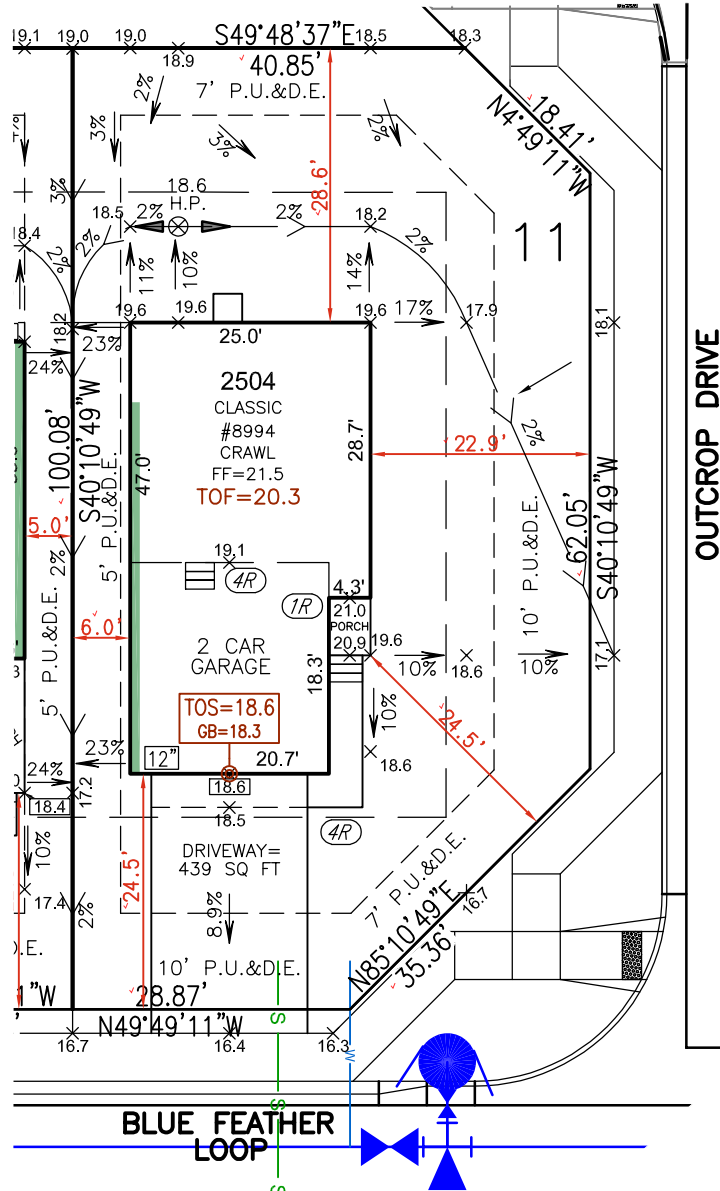 19.1
19.0
19.0
S49°48'37"E
18.9
40.85'
18.5
18.3
7' P.U.&D.E.
2%
2%
18.41'
N4°49'11"W
3%
3%
28.6'
3%
18.6
H.P.
18.5
2%
2%
18.2
11
18.4
2%
2%
2%
11%
10%
14%
19.6
19.6
19.6
17%
17.9
18.1
18.2
23%
25.0'
24%
2504
CLASSIC
#8994
CRAWL
FF=21.5
TOF=20.3
28.7'
22.9'
2%
OUTCROP DRIVE
100.08'
S40°10'49"W
47.0'
5' P.U.&D.E.
5.0'
2%
62.05'
S40°10'49"W
10' P.U.&D.E.
19.1
4R
4.3'
1R
21.0
PORCH
20.9
19.6
6.0'
5' P.U.&D.E.
2 CAR
GARAGE
18.3'
10%
18.6
10%
17.1
TOS=18.6
GB=18.3
10%
24.5'
23%
12"
20.7'
18.6
24%
18.6
18.5
18.4
17.2
4R
DRIVEWAY=
439 SQ FT
10%
24.5'
7' P.U.&D.E.
16.7
17.4
2%
8.9%
D.E.
10' P.U.&D.E.
N85°10'49"E
35.36'
1"W
28.87'
N49°49'11"W
S
16.7
16.4
16.3
W
S
BLUE FEATHER
LOOP
S